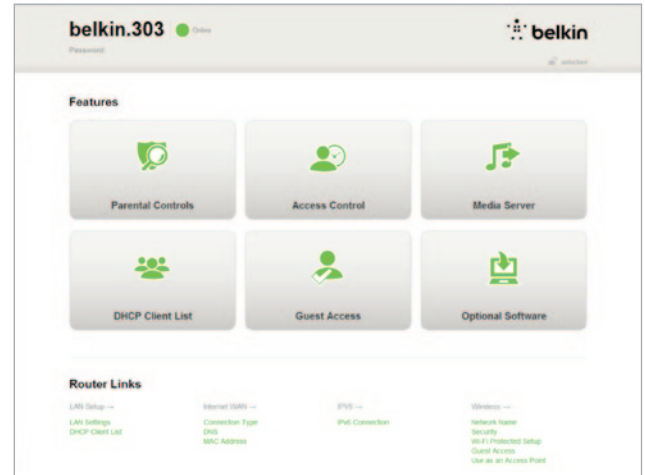 belkin.303 Online
belkin
Password:
Features
Parental Controls
Access Control
Media Server
DHCP Client List
Guest Access
Optional Software
Router Links
LAN Setup →
LAN Settings
DHCP Client List
Internet WAN →
Connection Type
DNS
MAC Address
IPV6 →
IPv6 Connection
Wireless →
Network Name
Security
Wi-Fi Protected Setup
Guest Access
Use as an Access Point